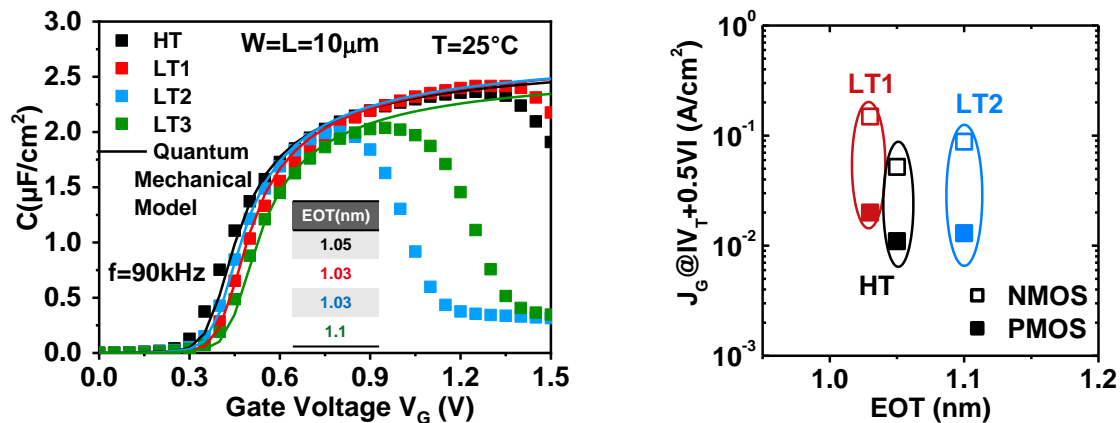 3.0
2.5
2.0
1.5
1.0
0.5
0.0
C(μF/cm²)
HT
LT1
LT2
LT3
Quantum
Mechanical
Model
W=L=10μm
T=25°C
f=90kHz
EOT(nm)
1.05
1.03
1.03
1.1
0.0 0.3 0.6 0.9 1.2 1.5
Gate Voltage V_G (V)
10⁰
10⁻¹
10⁻²
10⁻³
J_G@IV_T+0.5VI (A/cm²)
LT1
LT2
HT
NMOS
PMOS
1.0 1.1 1.2
EOT (nm)